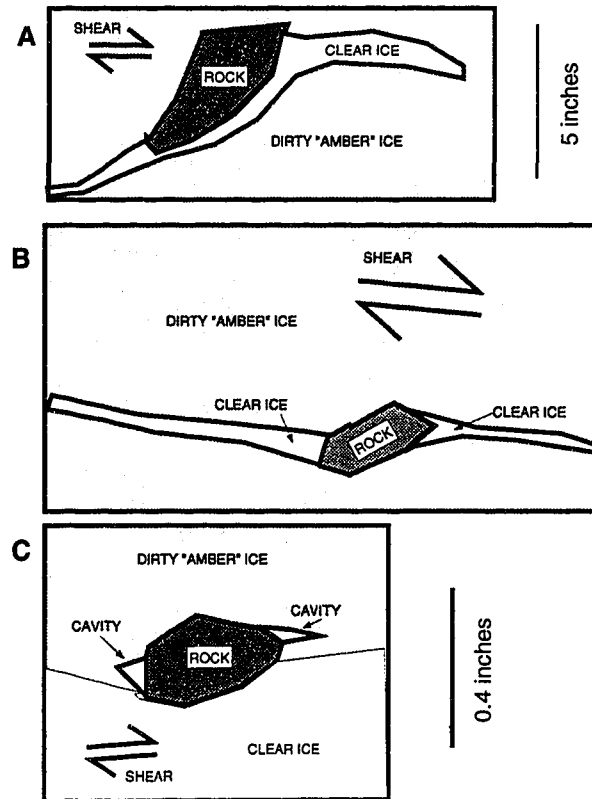 A
SHEAR
ROCK
CLEAR ICE
DIRTY "AMBER" ICE
5 inches
B
SHEAR
DIRTY "AMBER" ICE
CLEAR ICE
ROCK
CLEAR ICE
C
DIRTY "AMBER" ICE
CAVITY
CAVITY
ROCK
CLEAR ICE
SHEAR
0.4 inches